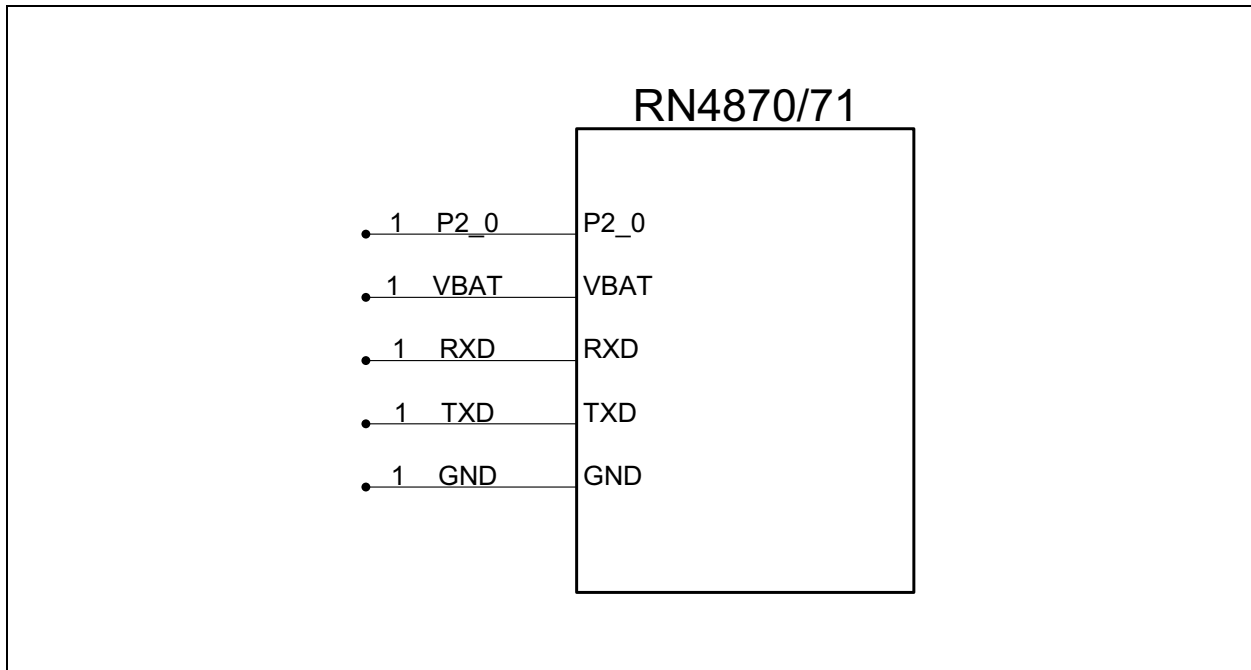 RN4870/71
1 P2_0 P2_0
1 VBAT VBAT
1 RXD RXD
1 TXD TXD
1 GND GND